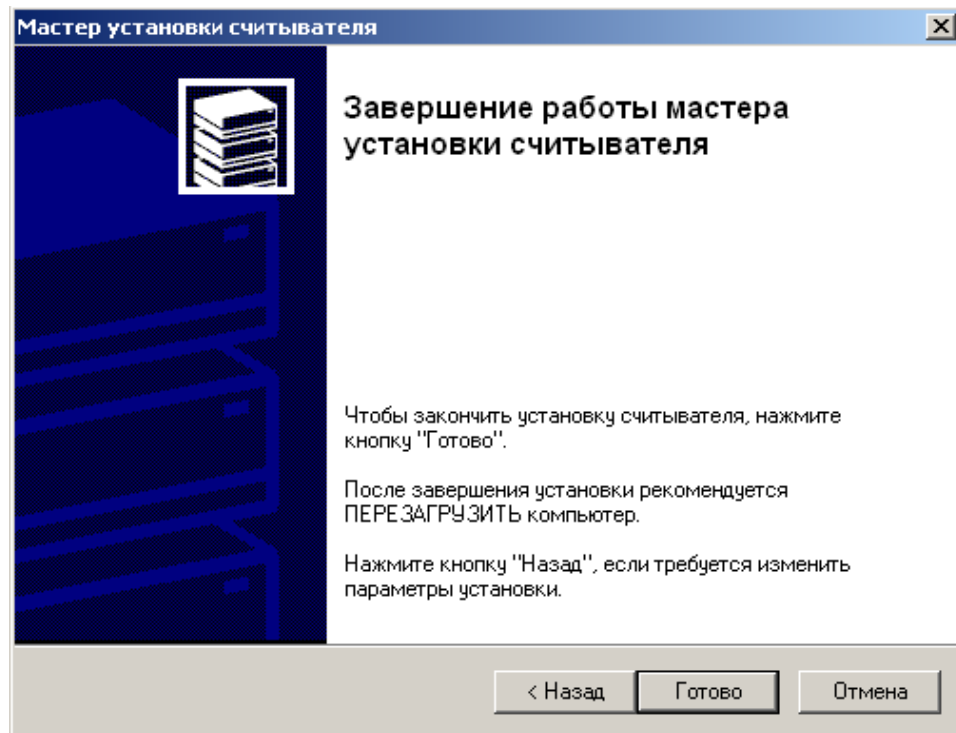 Мастер установки считывателя
Завершение работы мастера
установки считывателя
Чтобы закончить установку считывателя, нажмите
кнопку "Готово".
После завершения установки рекомендуется
ПЕРЕЗАГРУЗИТЬ компьютер.
Нажмите кнопку "Назад", если требуется изменить
параметры установки.
< Назад
Готово
Отмена